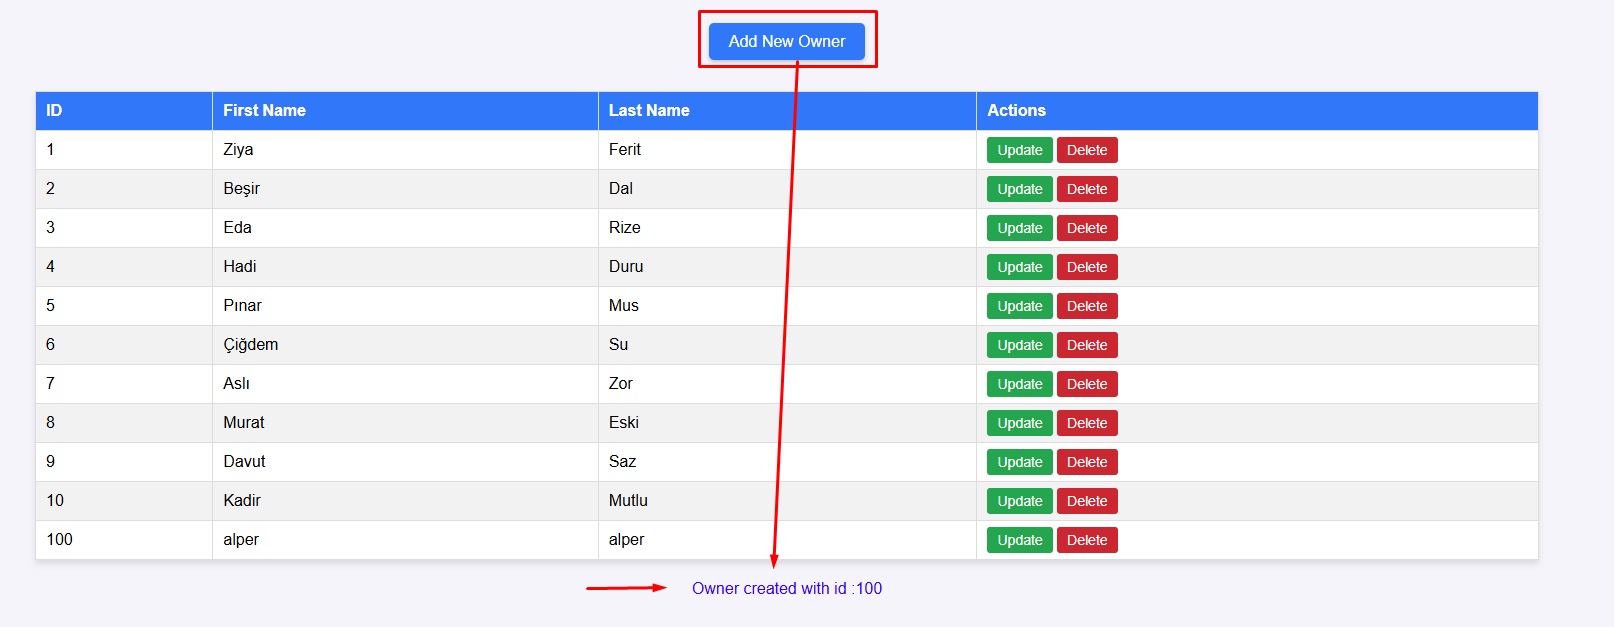 Add New Owner
ID First Name Last Name Actions
1 Ziya Ferit Update Delete
2 Beşir Dal Update Delete
3 Eda Rize Update Delete
4 Hadi Duru Update Delete
5 Pınar Mus Update Delete
6 Çiğdem Su Update Delete
7 Aslı Zor Update Delete
8 Murat Eski Update Delete
9 Davut Saz Update Delete
10 Kadir Mutlu Update Delete
100 alper alper Update Delete
Owner created with id :100